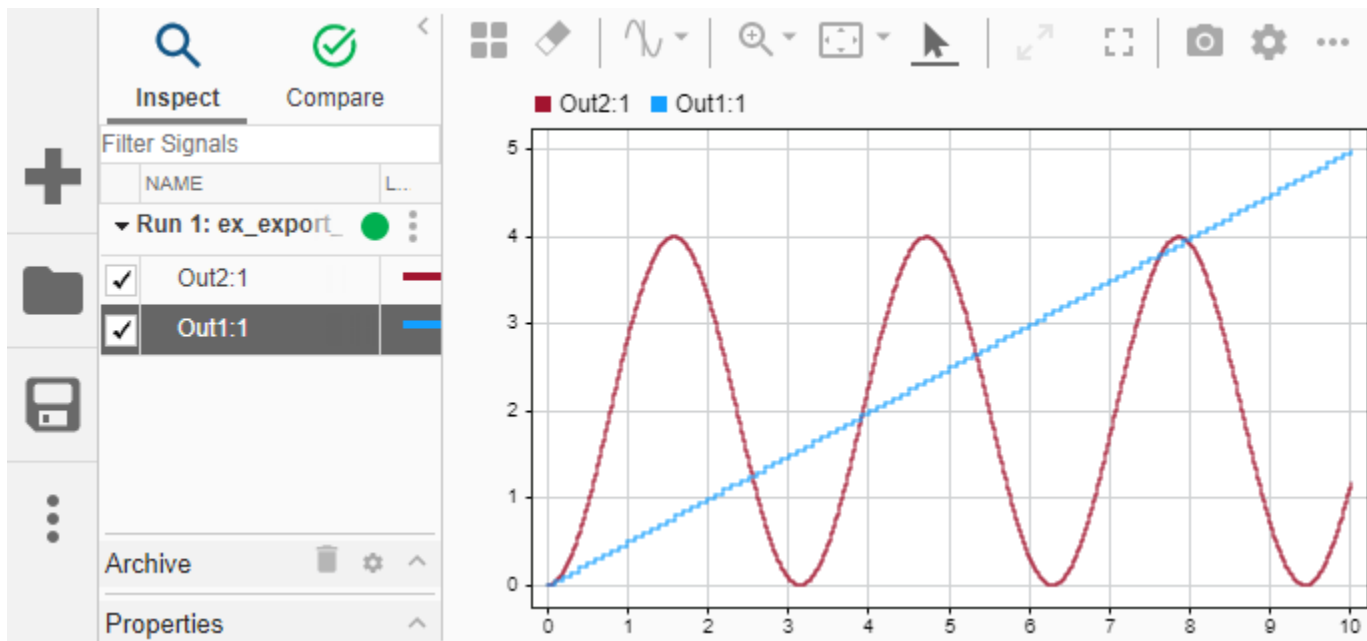 Inspect Compare
Filter Signals
NAME L...
Run 1: ex_export_
Out2:1
Out1:1
Archive
Properties
Out2:1 Out1:1
5
4
3
2
1
0
0 1 2 3 4 5 6 7 8 9 10